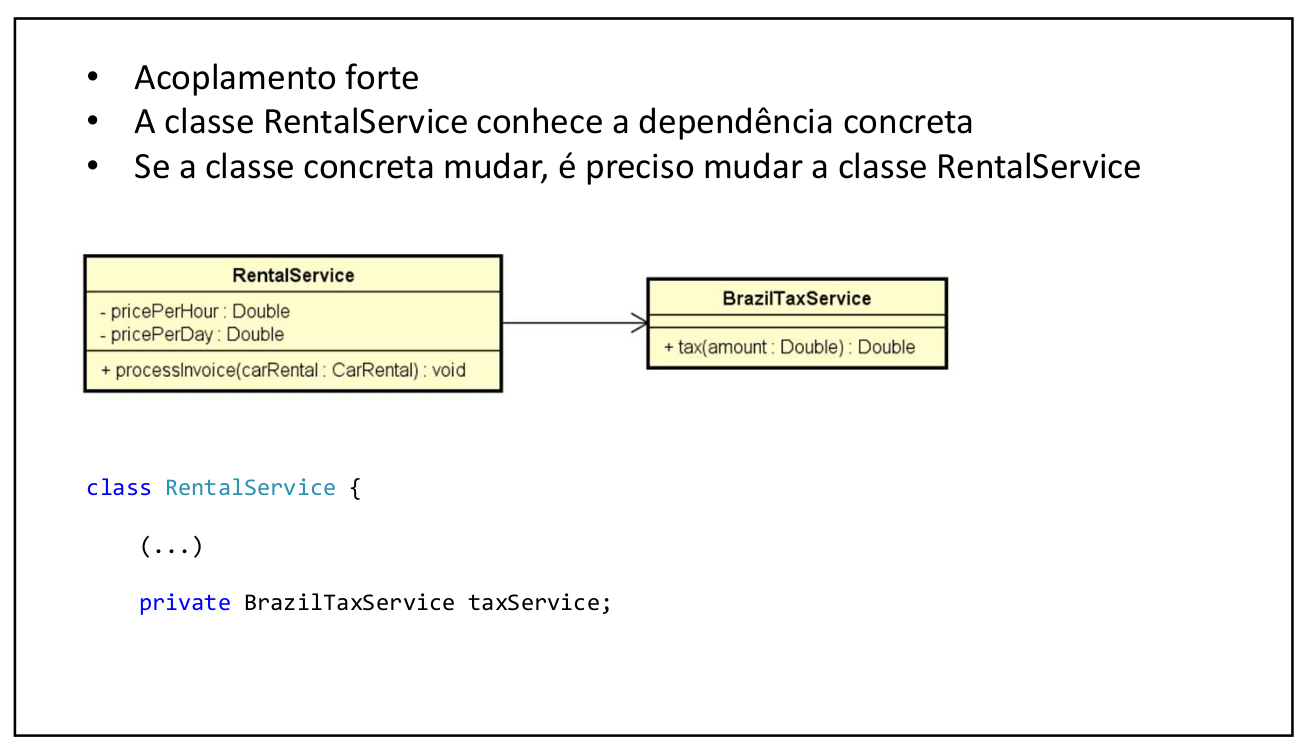 • Acoplamento forte
• A classe RentalService conhece a dependência concreta
• Se a classe concreta mudar, é preciso mudar a classe RentalService
RentalService
- pricePerHour : Double
- pricePerDay : Double
+ processInvoice(carRental : CarRental) : void
BrazilTaxService
+ tax(amount : Double) : Double
class RentalService {
(...)
private BrazilTaxService taxService;